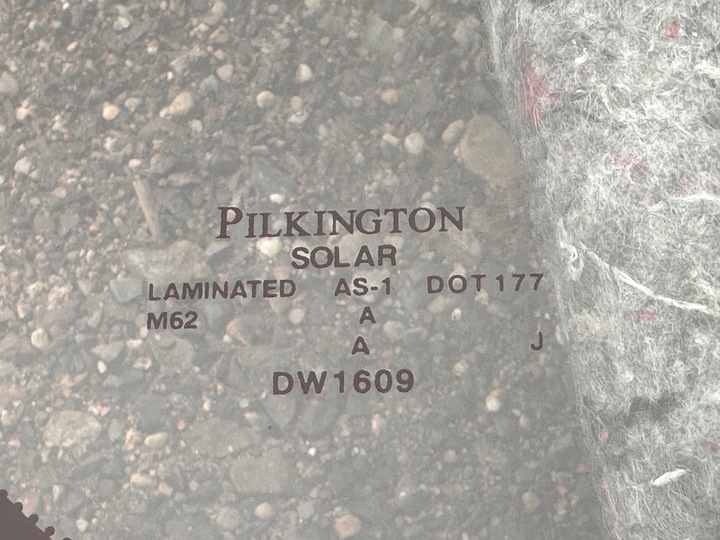 PILKINGTON
SOLAR
LAMINATED AS-1 DOT177
M62 A
A J
DW1609